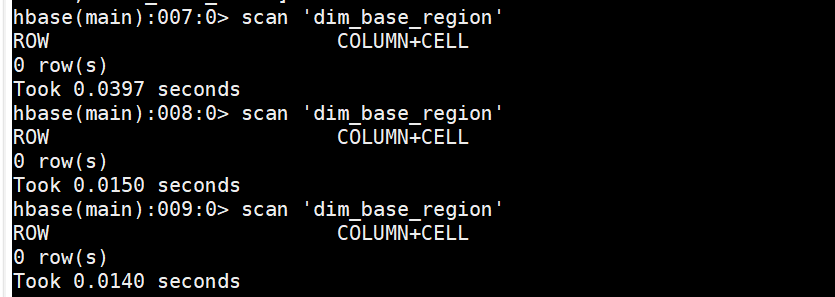 hbase(main):007:0> scan 'dim_base_region'
ROW                        COLUMN+CELL
0 row(s)
Took 0.0397 seconds
hbase(main):008:0> scan 'dim_base_region'
ROW                        COLUMN+CELL
0 row(s)
Took 0.0150 seconds
hbase(main):009:0> scan 'dim_base_region'
ROW                        COLUMN+CELL
0 row(s)
Took 0.0140 seconds